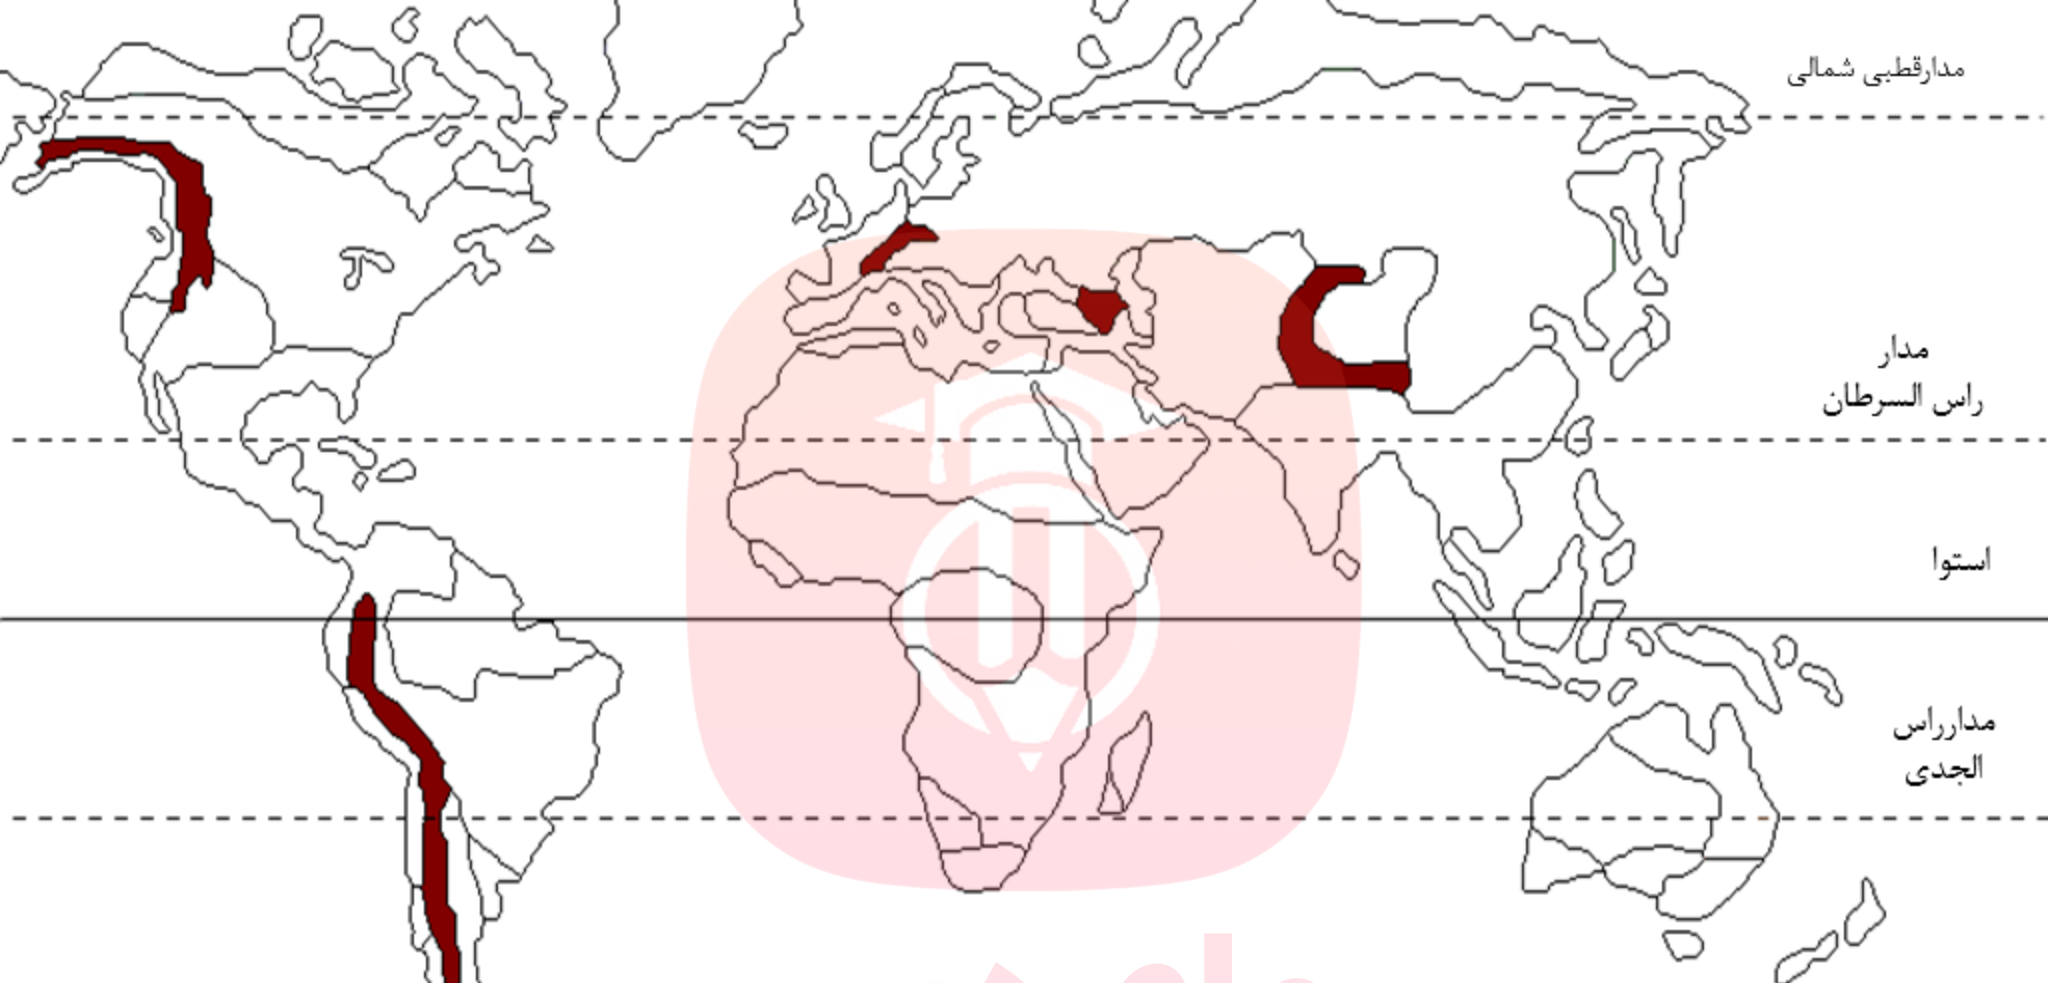 مدارقطبی شمالی
مدار
راس السرطان
استوا
مدارراس
الجدی